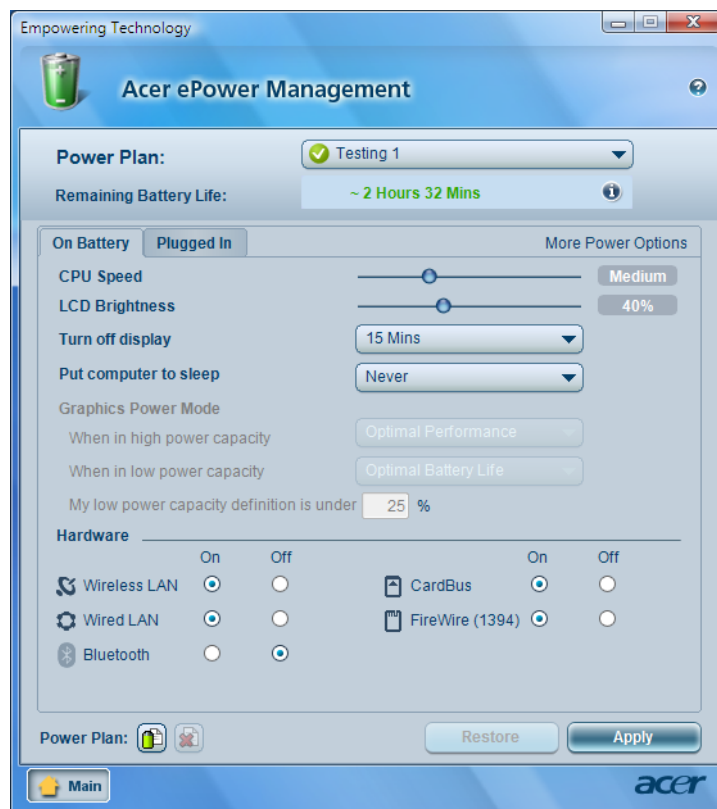 Empowering Technology
Acer ePower Management
Power Plan: Testing 1
Remaining Battery Life: ~ 2 Hours 32 Mins
On Battery Plugged In More Power Options
CPU Speed Medium
LCD Brightness 40%
Turn off display 15 Mins
Put computer to sleep Never
Graphics Power Mode
When in high power capacity Optimal Performance
When in low power capacity Optimal Battery Life
My low power capacity definition is under 25 %
Hardware
On Off On Off
Wireless LAN CardBus
Wired LAN FireWire (1394)
Bluetooth
Power Plan: Restore Apply
Main acer